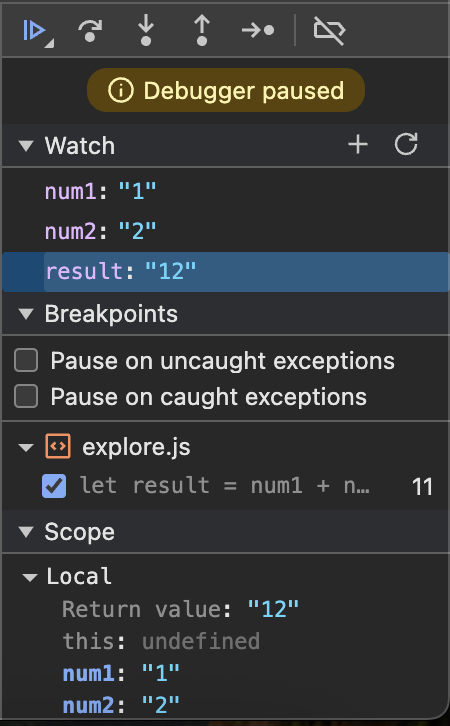 Debugger paused
Watch
num1: "1"
num2: "2"
result: "12"
Breakpoints
Pause on uncaught exceptions
Pause on caught exceptions
explore.js
let result = num1 + n… 11
Scope
Local
Return value: "12"
this: undefined
num1: "1"
num2: "2"